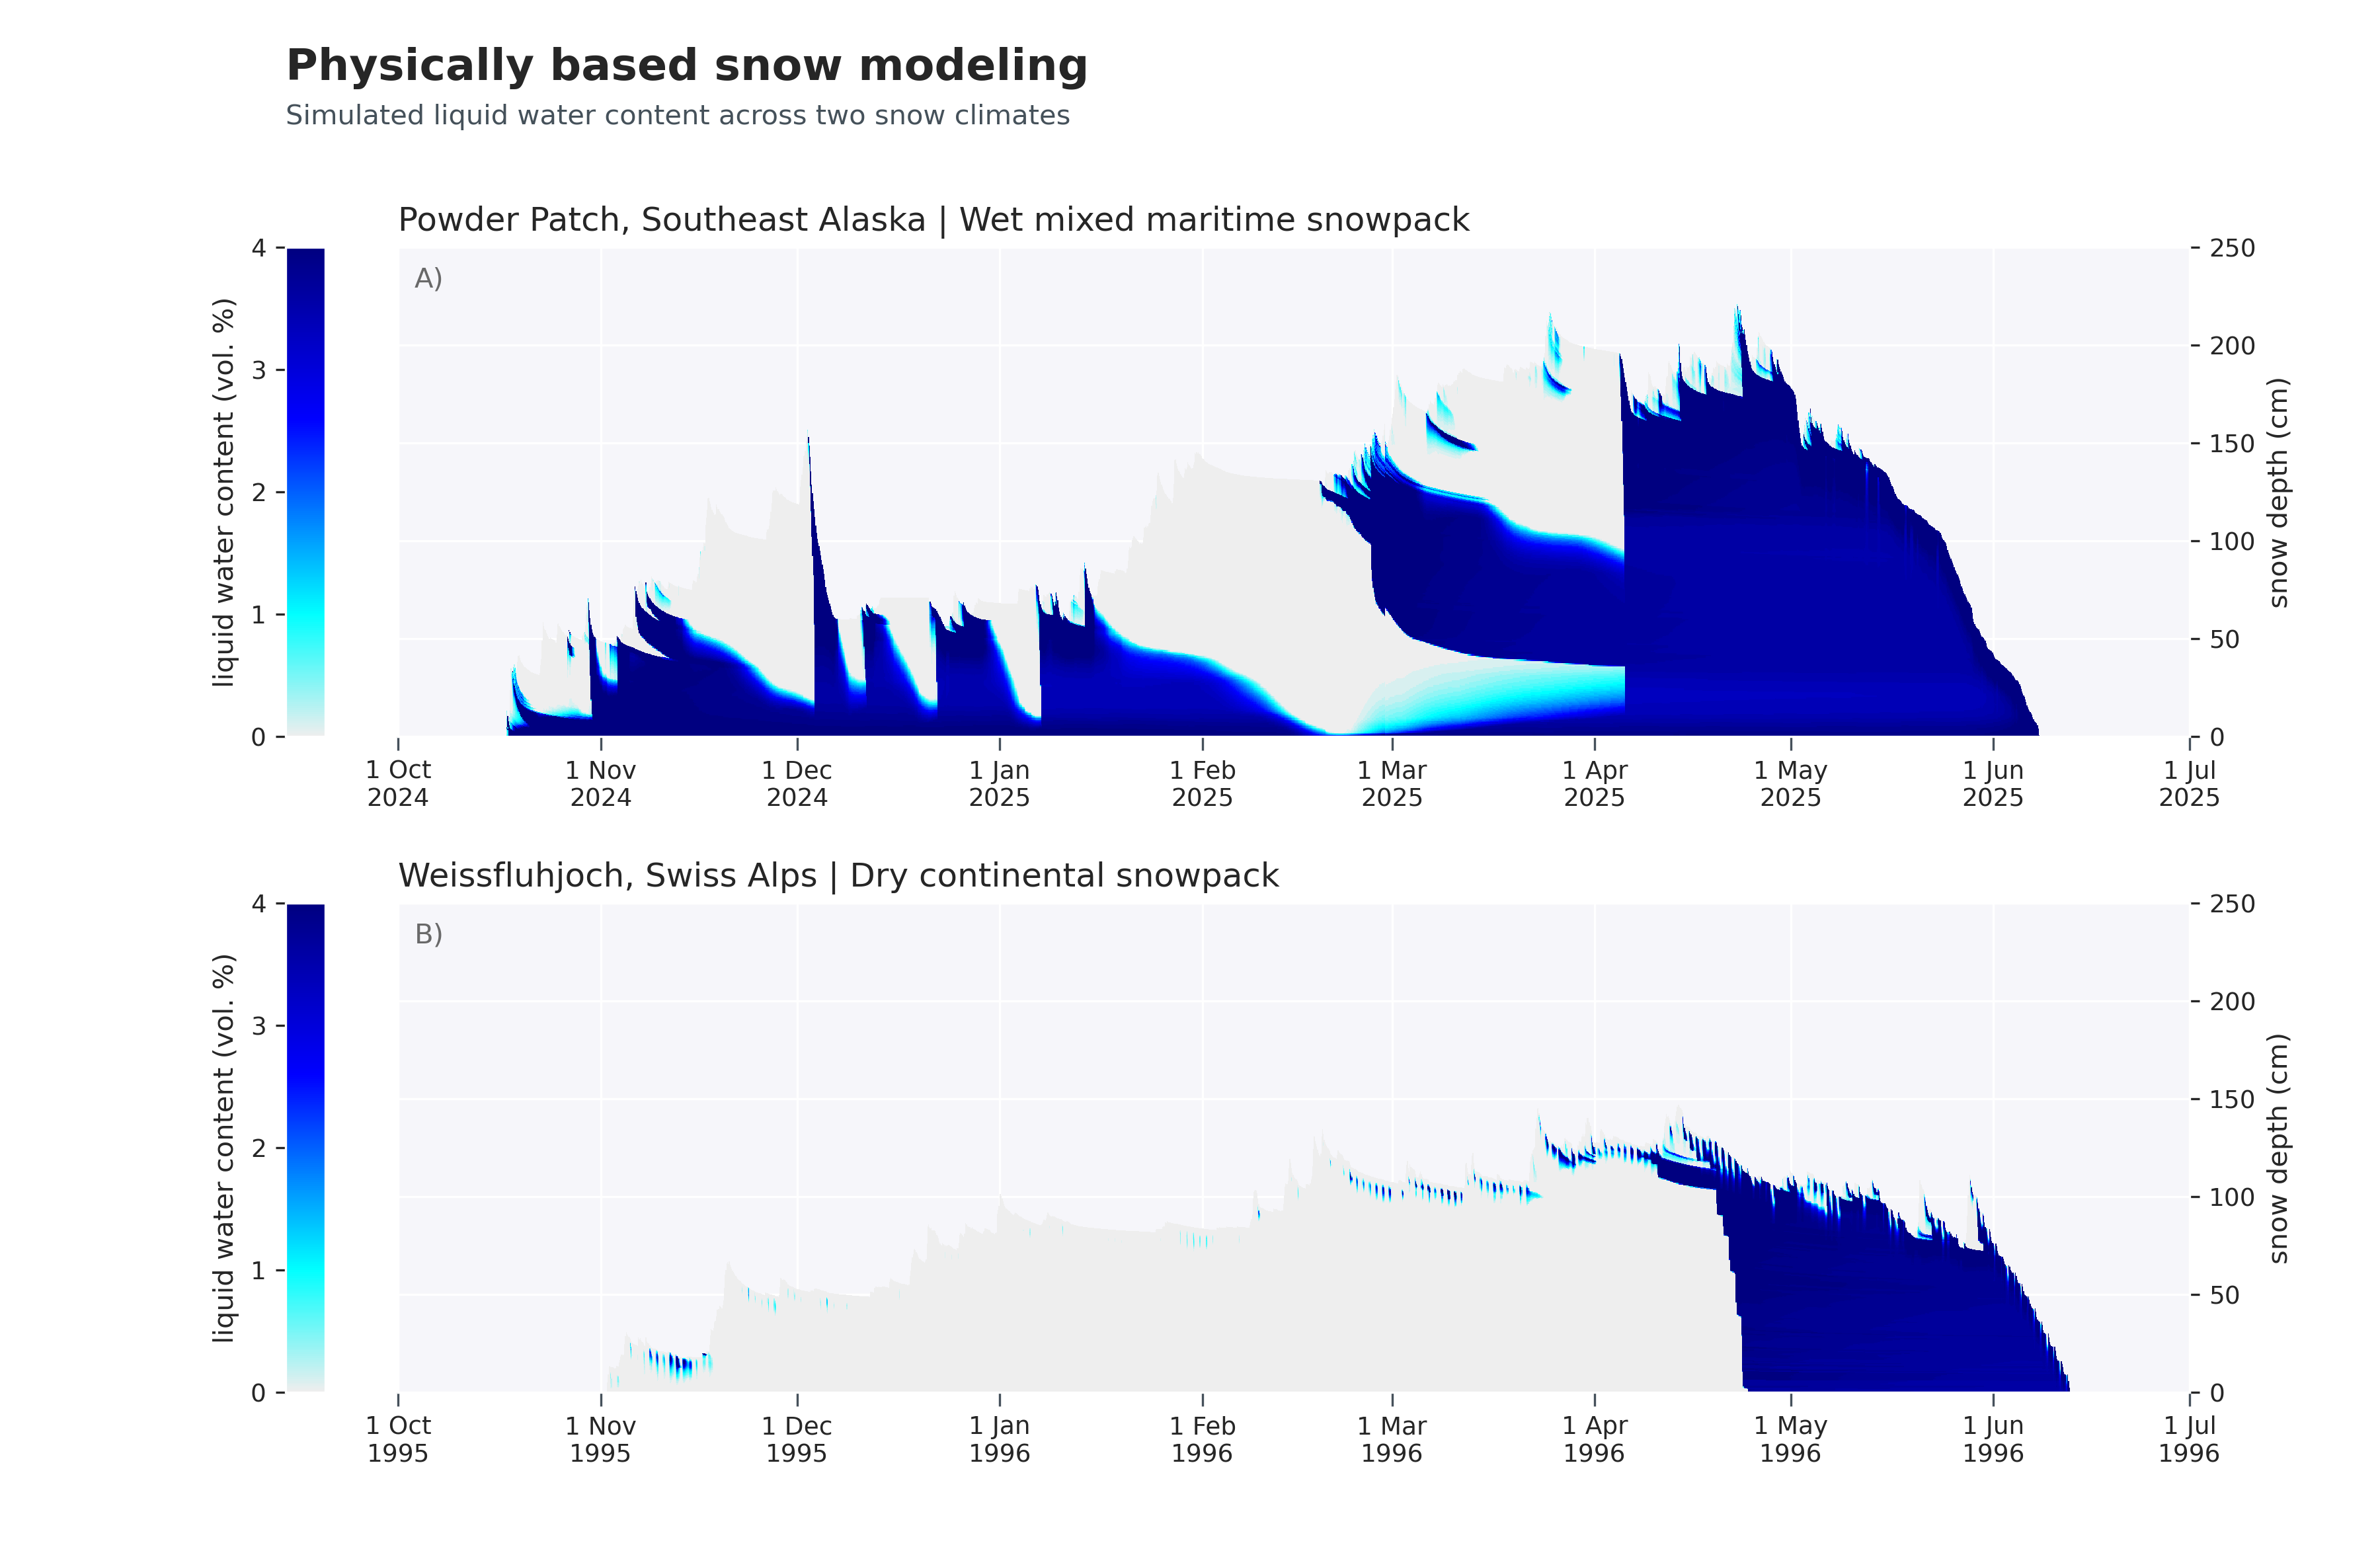 Physically based snow modeling
Simulated liquid water content across two snow climates
Powder Patch, Southeast Alaska | Wet mixed maritime snowpack
A)
liquid water content (vol. %)
4
3
2
1
0
250
200
150
100
50
0
snow depth (cm)
1 Oct 1 Nov 1 Dec 1 Jan 1 Feb 1 Mar 1 Apr 1 May 1 Jun 1 Jul
2024 2024 2024 2025 2025 2025 2025 2025 2025 2025
Weissfluhjoch, Swiss Alps | Dry continental snowpack
B)
liquid water content (vol. %)
4
3
2
1
0
250
200
150
100
50
0
snow depth (cm)
1 Oct 1 Nov 1 Dec 1 Jan 1 Feb 1 Mar 1 Apr 1 May 1 Jun 1 Jul
1995 1995 1995 1996 1996 1996 1996 1996 1996 1996